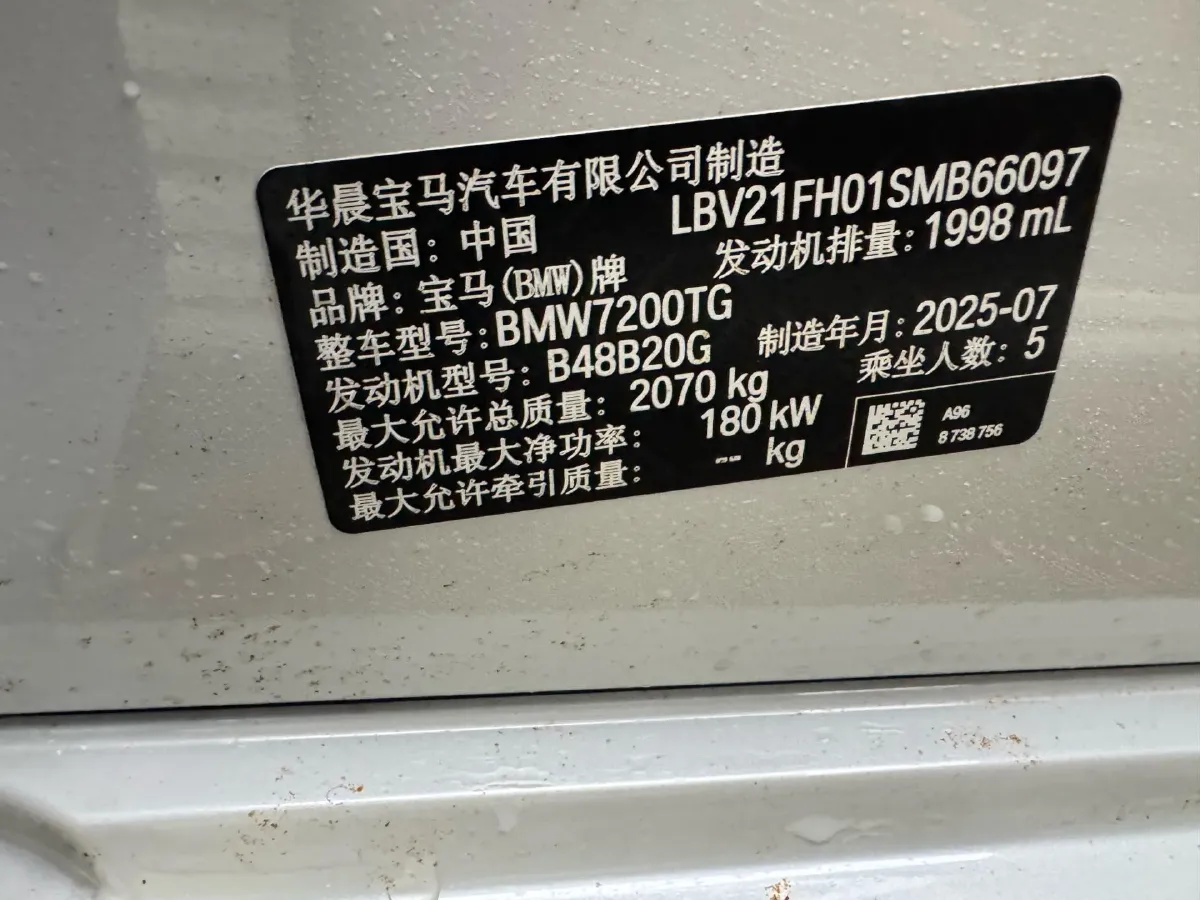 华晨宝马汽车有限公司制造
制造国：中国 LBV21FH01SMB66097
品牌：宝马(BMW)牌 发动机排量：1998 mL
整车型号：BMW7200TG
发动机型号：B48B20G 制造年月：2025-07
最大允许总质量：2070 kg 乘坐人数：5
发动机最大净功率：180 kW
最大允许牵引质量：-- kg
A96
8 738 756